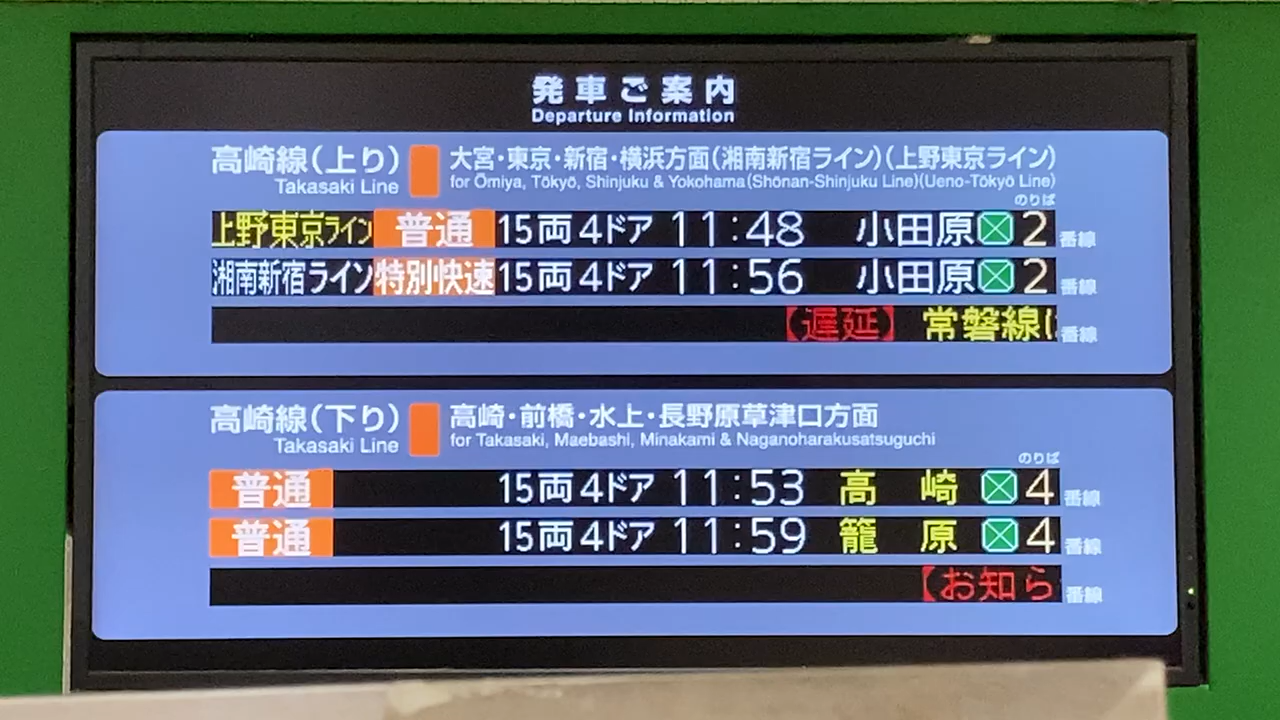 発車ご案内
Departure Information
高崎線(上り) 大宮・東京・新宿・横浜方面(湘南新宿ライン)(上野東京ライン)
Takasaki Line for Ōmiya, Tōkyō, Shinjuku & Yokohama(Shōnan-Shinjuku Line)(Ueno-Tōkyō Line)
のりば
上野東京ライン 普通 15両 4ドア 11:48 小田原 2 番線
湘南新宿ライン 特別快速 15両 4ドア 11:56 小田原 2 番線
【遅延】 常磐線 番線
高崎線(下り) 高崎・前橋・水上・長野原草津口方面
Takasaki Line for Takasaki, Maebashi, Minakami & Naganoharakusatsuguchi
のりば
普通 15両 4ドア 11:53 高崎 4 番線
普通 15両 4ドア 11:59 籠原 4 番線
【お知ら 番線